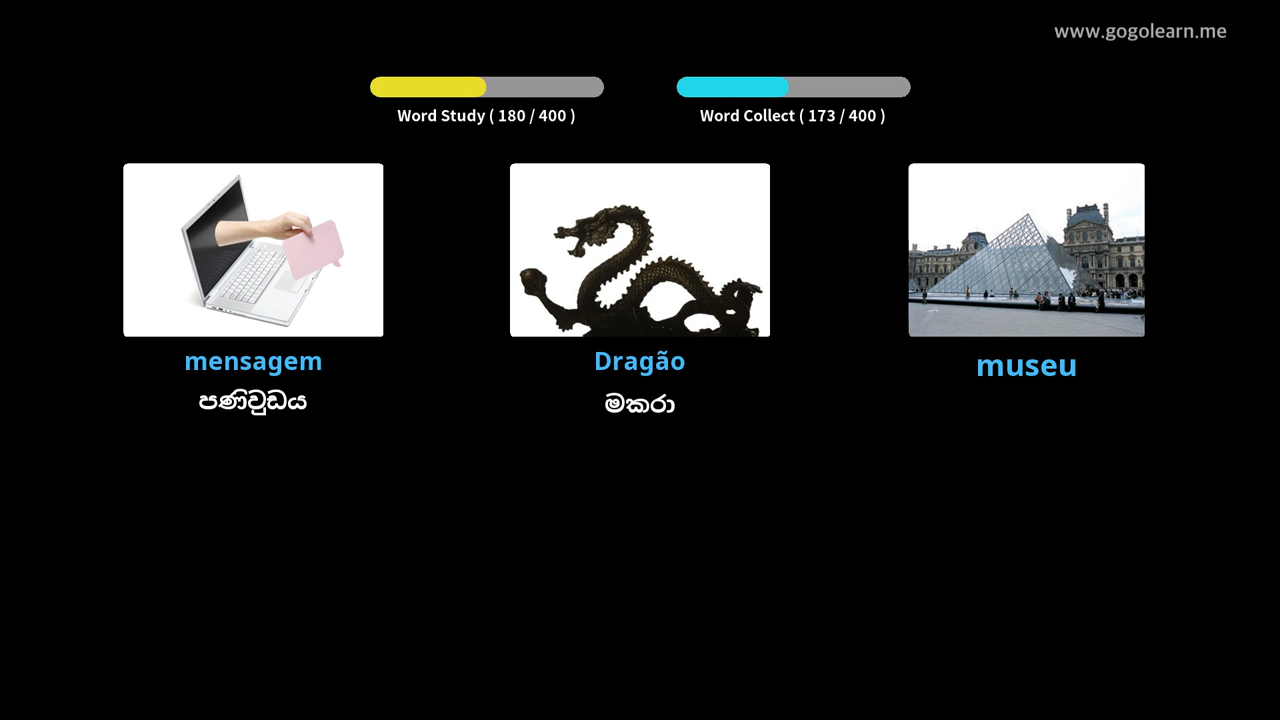 www.gogolearn.me
Word Study ( 180 / 400 )
Word Collect ( 173 / 400 )
mensagem
පණිවුඩය
Dragão
මකරා
museu